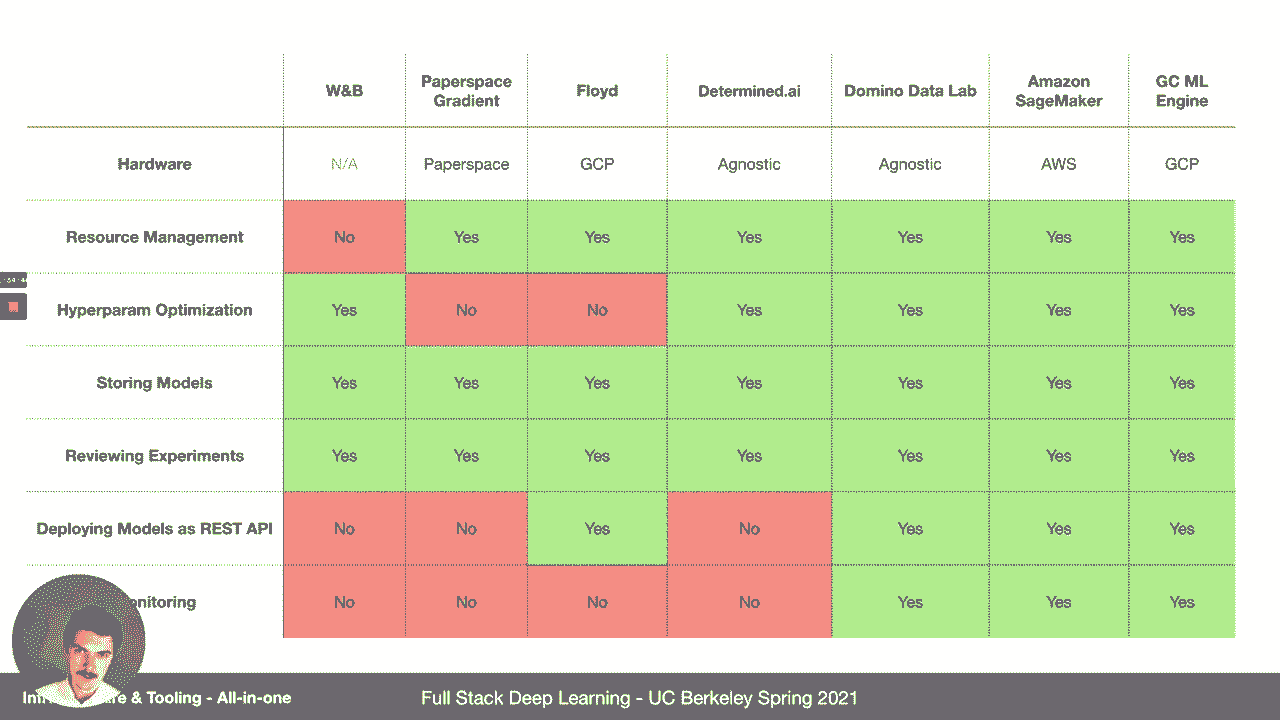 W&B Paperspace Gradient Floyd Determined.ai Domino Data Lab Amazon SageMaker GC ML Engine
Hardware N/A Paperspace GCP Agnostic Agnostic AWS GCP
Resource Management No Yes Yes Yes Yes Yes Yes
Hyperparam Optimization Yes No No Yes Yes Yes Yes
Storing Models Yes Yes Yes Yes Yes Yes Yes
Reviewing Experiments Yes Yes Yes Yes Yes Yes Yes
Deploying Models as REST API No No Yes No Yes Yes Yes
onitoring No No No No Yes Yes Yes
& Tooling - All-in-one Full Stack Deep Learning - UC Berkeley Spring 2021